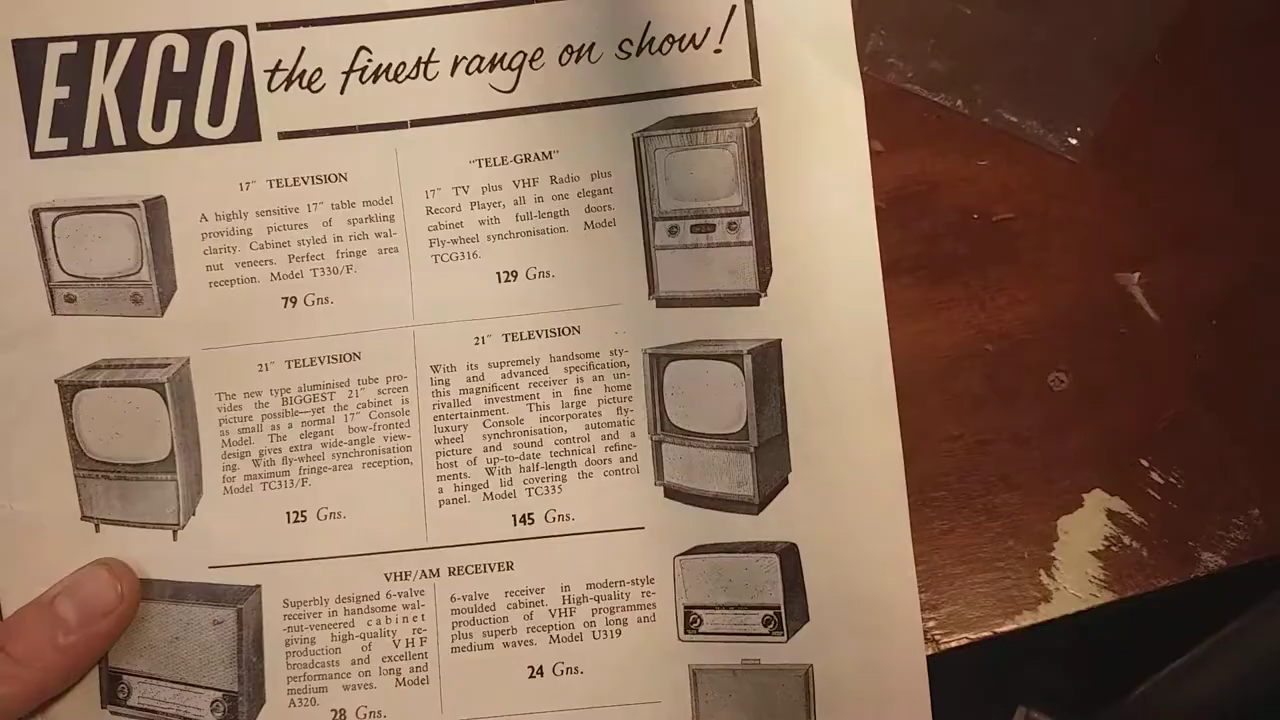 EKCO the finest range on show!
17" TELEVISION
A highly sensitive 17" table model
providing pictures of sparkling
clarity. Cabinet styled in rich wal-
nut veneers. Perfect fringe area
reception. Model T330/F.
79 Gns.
"TELE-GRAM"
17" TV plus VHF Radio plus
Record Player, all in one elegant
cabinet with full-length doors.
Fly-wheel synchronisation. Model
TCG316.
129 Gns.
21" TELEVISION
The new type aluminised tube pro-
vides the BIGGEST 21" screen
picture possible—yet the cabinet is
as small as a normal 17" Console
Model. The elegant bow-fronted
design gives extra wide-angle view-
ing. With fly-wheel synchronisation
for maximum fringe-area reception,
Model TC313/F.
125 Gns.
21" TELEVISION
With its supremely handsome sty-
ling and advanced specification,
this magnificent receiver is an un-
rivalled investment in fine home
entertainment. This large picture
luxury Console incorporates fly-
wheel synchronisation, automatic
picture and sound control and a
host of up-to-date technical refine-
ments. With half-length doors and
a hinged lid covering the control
panel. Model TC335
145 Gns.
VHF/AM RECEIVER
Superbly designed 6-valve
receiver in handsome wal-
-nut-veneered cabinet
giving high-quality re-
production of VHF
broadcasts and excellent
performance on long and
medium waves. Model
A320.
28 Gns.
6-valve receiver in modern-style
moulded cabinet. High-quality re-
production of VHF programmes
plus superb reception on long and
medium waves. Model U319
24 Gns.